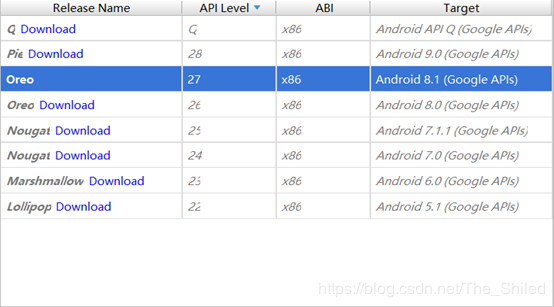 Release Name API Level ABI Target
Q Download Q x86 Android API Q (Google APIs)
Pie Download 28 x86 Android 9.0 (Google APIs)
Oreo 27 x86 Android 8.1 (Google APIs)
Oreo Download 26 x86 Android 8.0 (Google APIs)
Nougat Download 25 x86 Android 7.1.1 (Google APIs)
Nougat Download 24 x86 Android 7.0 (Google APIs)
Marshmallow Download 23 x86 Android 6.0 (Google APIs)
Lollipop Download 22 x86 Android 5.1 (Google APIs)
https://blog.csdn.net/The_Shiled